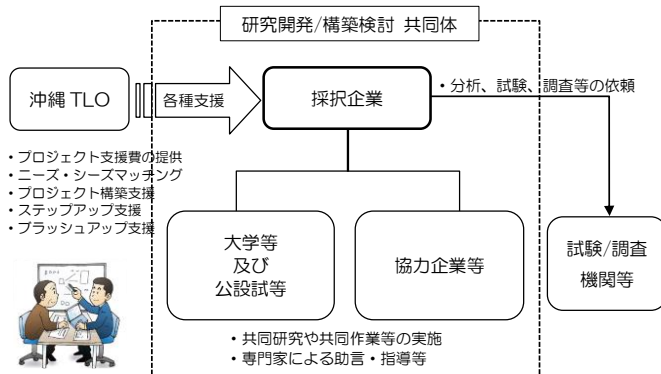 研究開発/構築検討 共同体
沖縄 TLO
各種支援
採択企業
・分析、試験、調査等の依頼
・プロジェクト支援費の提供
・ニーズ・シーズマッチング
・プロジェクト構築支援
・ステップアップ支援
・ブラッシュアップ支援
大学等
及び
公設試等
協力企業等
試験/調査
機関等
・共同研究や共同作業等の実施
・専門家による助言・指導等